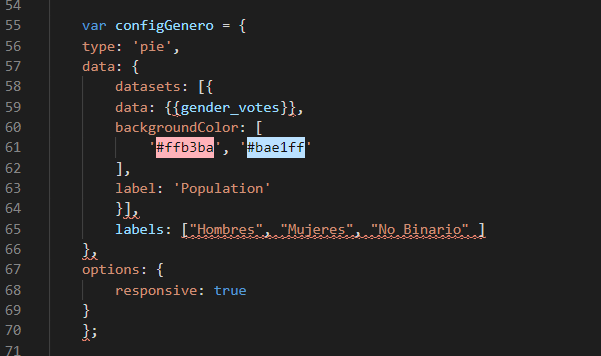 54
55 var configGenero = {
56 type: 'pie',
57 data: {
58 datasets: [{
59 data: {{gender_votes}},
60 backgroundColor: [
61 '#ffb3ba', '#bae1ff'
62 ],
63 label: 'Population'
64 }],
65 labels: ["Hombres", "Mujeres", "No Binario" ]
66 },
67 options: {
68 responsive: true
69 }
70 };
71